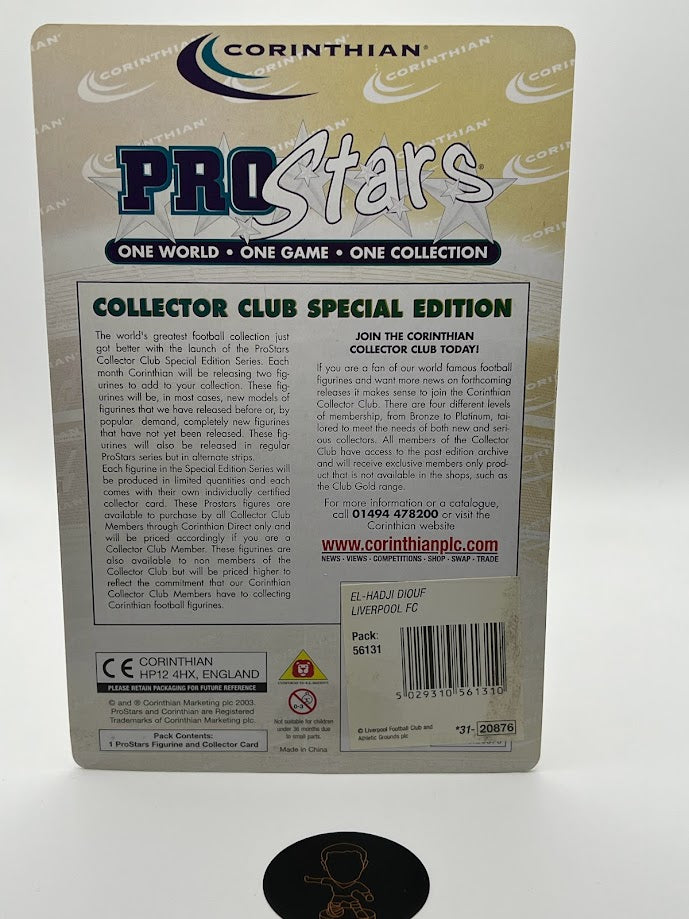 CORINTHIAN®
PROStars®
ONE WORLD • ONE GAME • ONE COLLECTION
COLLECTOR CLUB SPECIAL EDITION
The world's greatest football collection just
got better with the launch of the ProStars
Collector Club Special Edition Series. Each
month Corinthian will be releasing two fig-
urines to add to your collection. These fig-
urines will be, in most cases, new models of
figurines that we have released before or, by
popular demand, completely new figurines
that have not yet been released. These fig-
urines will also be released in regular
ProStars series but in alternate strips.
Each figurine in the Special Edition Series will
be produced in limited quantities and each
comes with their own individually certified
collector card. These Prostars figures are
available to purchase by all Collector Club
Members through Corinthian Direct only and
will be priced accordingly if you are a
Collector Club Member. These figurines are
also available to non members of the
Collector Club but will be priced higher to
reflect the commitment that our Corinthian
Collector Club Members have to collecting
Corinthian football figurines.
JOIN THE CORINTHIAN
COLLECTOR CLUB TODAY!
If you are a fan of our world famous football
figurines and want more news on forthcoming
releases it makes sense to join the Corinthian
Collector Club. There are four different levels
of membership, from Bronze to Platinum, tai-
lored to meet the needs of both new and seri-
ous collectors. All members of the Collector
Club have access to the past edition archive
and will receive exclusive members only prod-
uct that is not available in the shops, such as
the Club Gold range.
For more information or a catalogue,
call 01494 478200 or visit the
Corinthian website
www.corinthianplc.com
NEWS - VIEWS - COMPETITIONS - SHOP - SWAP - TRADE
EL-HADJI DIOUF
LIVERPOOL FC
Pack:
56131
5 029310 561310
© Liverpool Football Club and
Athletic Grounds plc
*31- 20876
CE CORINTHIAN
HP12 4HX, ENGLAND
PLEASE RETAIN PACKAGING FOR FUTURE REFERENCE
© and ® Corinthian Marketing plc 2003.
ProStars and Corinthian are Registered
Trademarks of Corinthian Marketing plc.
Pack Contents:
1 ProStars Figurine and Collector Card
0-3
Not suitable for children
under 36 months due
to small parts.
Made in China